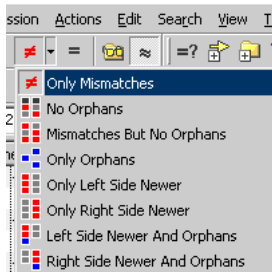 ssion Actions Edit Search View T
≠ = ≈ =?
Only Mismatches
No Orphans
Mismatches But No Orphans
Only Orphans
Only Left Side Newer
Only Right Side Newer
Left Side Newer And Orphans
Right Side Newer And Orphans